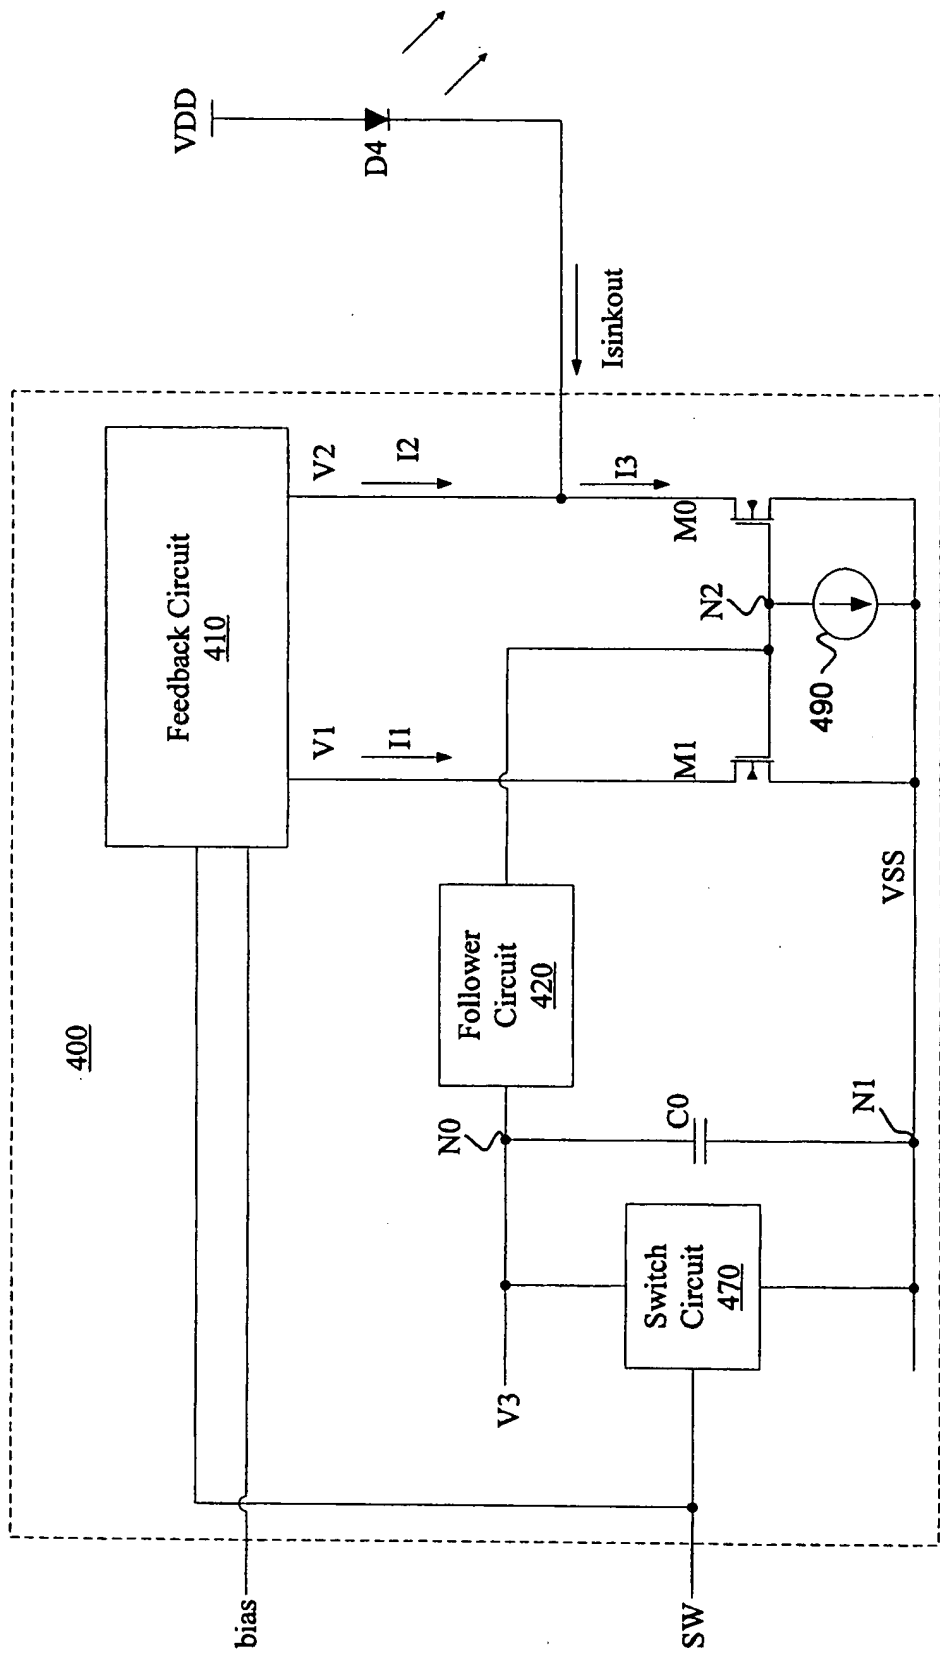 400
VDD
D4
Feedback Circuit
410
V1
I1
V2
I2
Isinkout
I3
Follower
Circuit
420
N0
C0
N1
Switch
Circuit
470
V3
M1
M0
N2
490
VSS
bias
SW